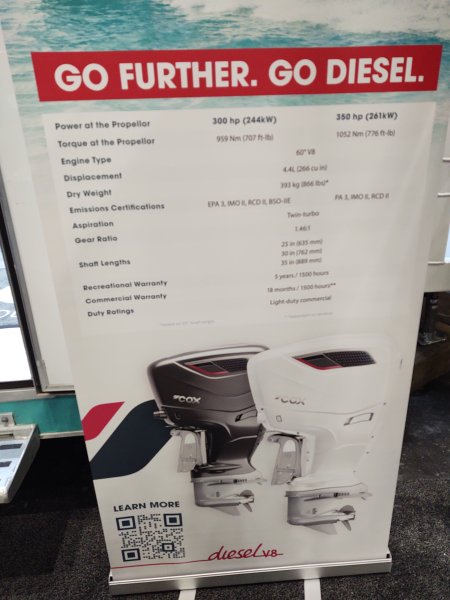 GO FURTHER. GO DIESEL.
Power at the Propellor 300 hp (244kW) 350 hp (261kW)
Torque at the Propellor 959 Nm (707 ft-lb) 1052 Nm (776 ft-lb)
Engine Type 60° V8
Displacement 4.4L (266 cu in)
Dry Weight 393 kg (866 lbs)*
Emissions Certifications EPA 3, IMO II, RCD II, BSO-IIE PA 3, IMO II, RCD II
Aspiration Twin-turbo
Gear Ratio 1.46:1
Shaft Lengths 25 in (635 mm)
30 in (762 mm)
35 in (889 mm)
Recreational Warranty 5 years / 1500 hours
Commercial Warranty 18 months / 1500 hours**
Duty Ratings Light-duty commercial
COX
COX
LEARN MORE
diesel V8